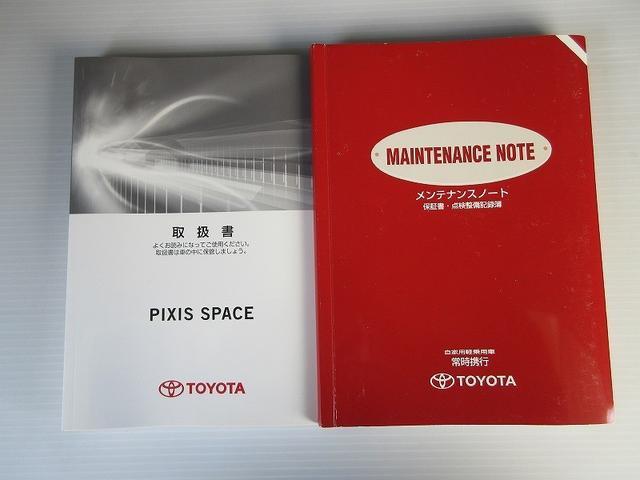 取扱書
よくお読みになってご使用ください。
取扱書は車の中に保管しましょう。
PIXIS SPACE
TOYOTA
MAINTENANCE NOTE
メンテナンスノート
保証書・点検整備記録簿
自家用軽乗用車
常時携行
TOYOTA